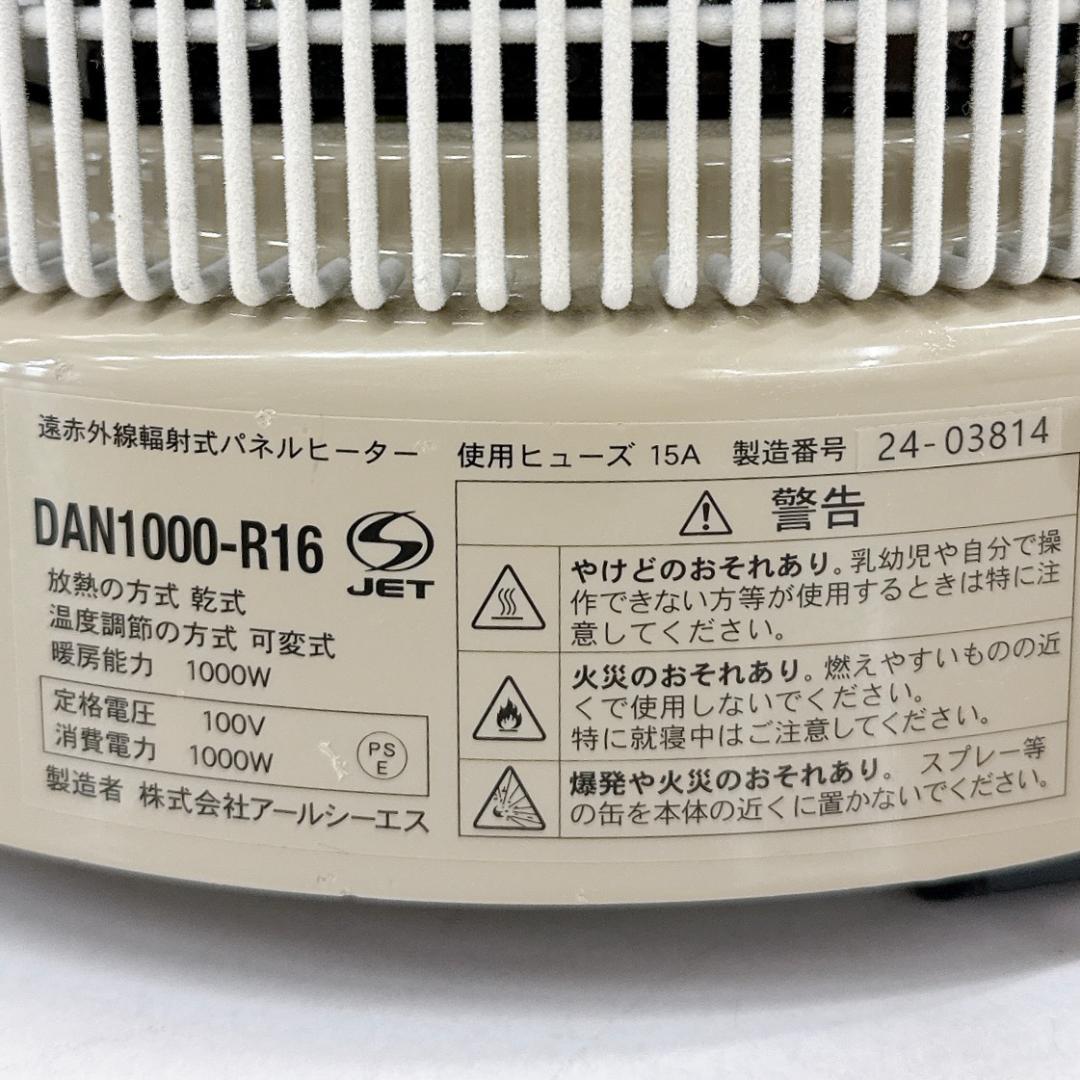 遠赤外線輻射式パネルヒーター
DAN1000-R16
JET
放熱の方式 乾式
温度調節の方式 可変式
暖房能力 1000W
定格電圧 100V
消費電力 1000W
PS
E
製造者 株式会社アールシーエス
使用ヒューズ 15A 製造番号 24-03814
警告
やけどのおそれあり。乳幼児や自分で操
作できない方等が使用するときは特に注
意してください。
火災のおそれあり。燃えやすいものの近
くで使用しないでください。
特に就寝中はご注意してください。
爆発や火災のおそれあり。 スプレー等
の缶を本体の近くに置かないでください。